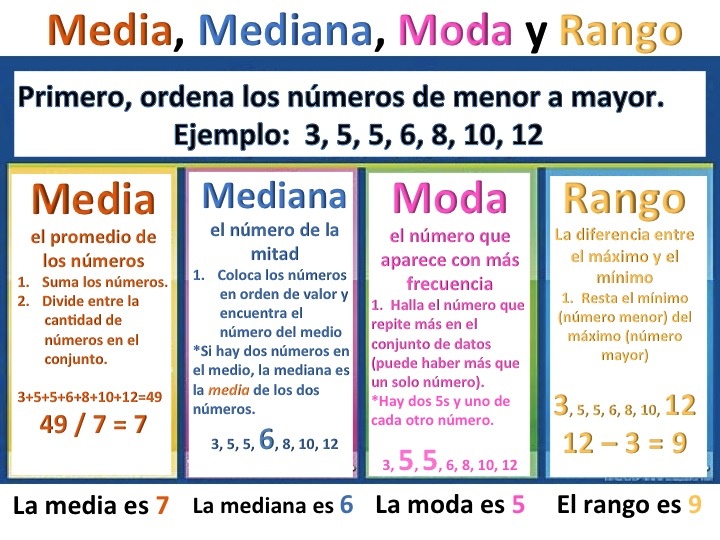 Media, Mediana, Moda y Rango
Primero, ordena los números de menor a mayor.
Ejemplo: 3, 5, 5, 6, 8, 10, 12
Media
el promedio de
los números
1. Suma los números.
2. Divide entre la
cantidad de
números en el
conjunto.
3+5+5+6+8+10+12=49
49 / 7 = 7
Mediana
el número de la
mitad
1. Coloca los números
en orden de valor y
encuentra el
número del medio
*Si hay dos números en
el medio, la mediana es
la media de los dos
números.
3, 5, 5, 6, 8, 10, 12
Moda
el número que
aparece con más
frecuencia
1. Halla el número que
repite más en el
conjunto de datos
(puede haber más que
un solo número).
*Hay dos 5s y uno de
cada otro número.
3, 5, 5, 6, 8, 10, 12
Rango
La diferencia entre
el máximo y el
mínimo
1. Resta el mínimo
(número menor) del
máximo (número
mayor)
3, 5, 5, 6, 8, 10, 12
12 – 3 = 9
La media es 7
La mediana es 6
La moda es 5
El rango es 9